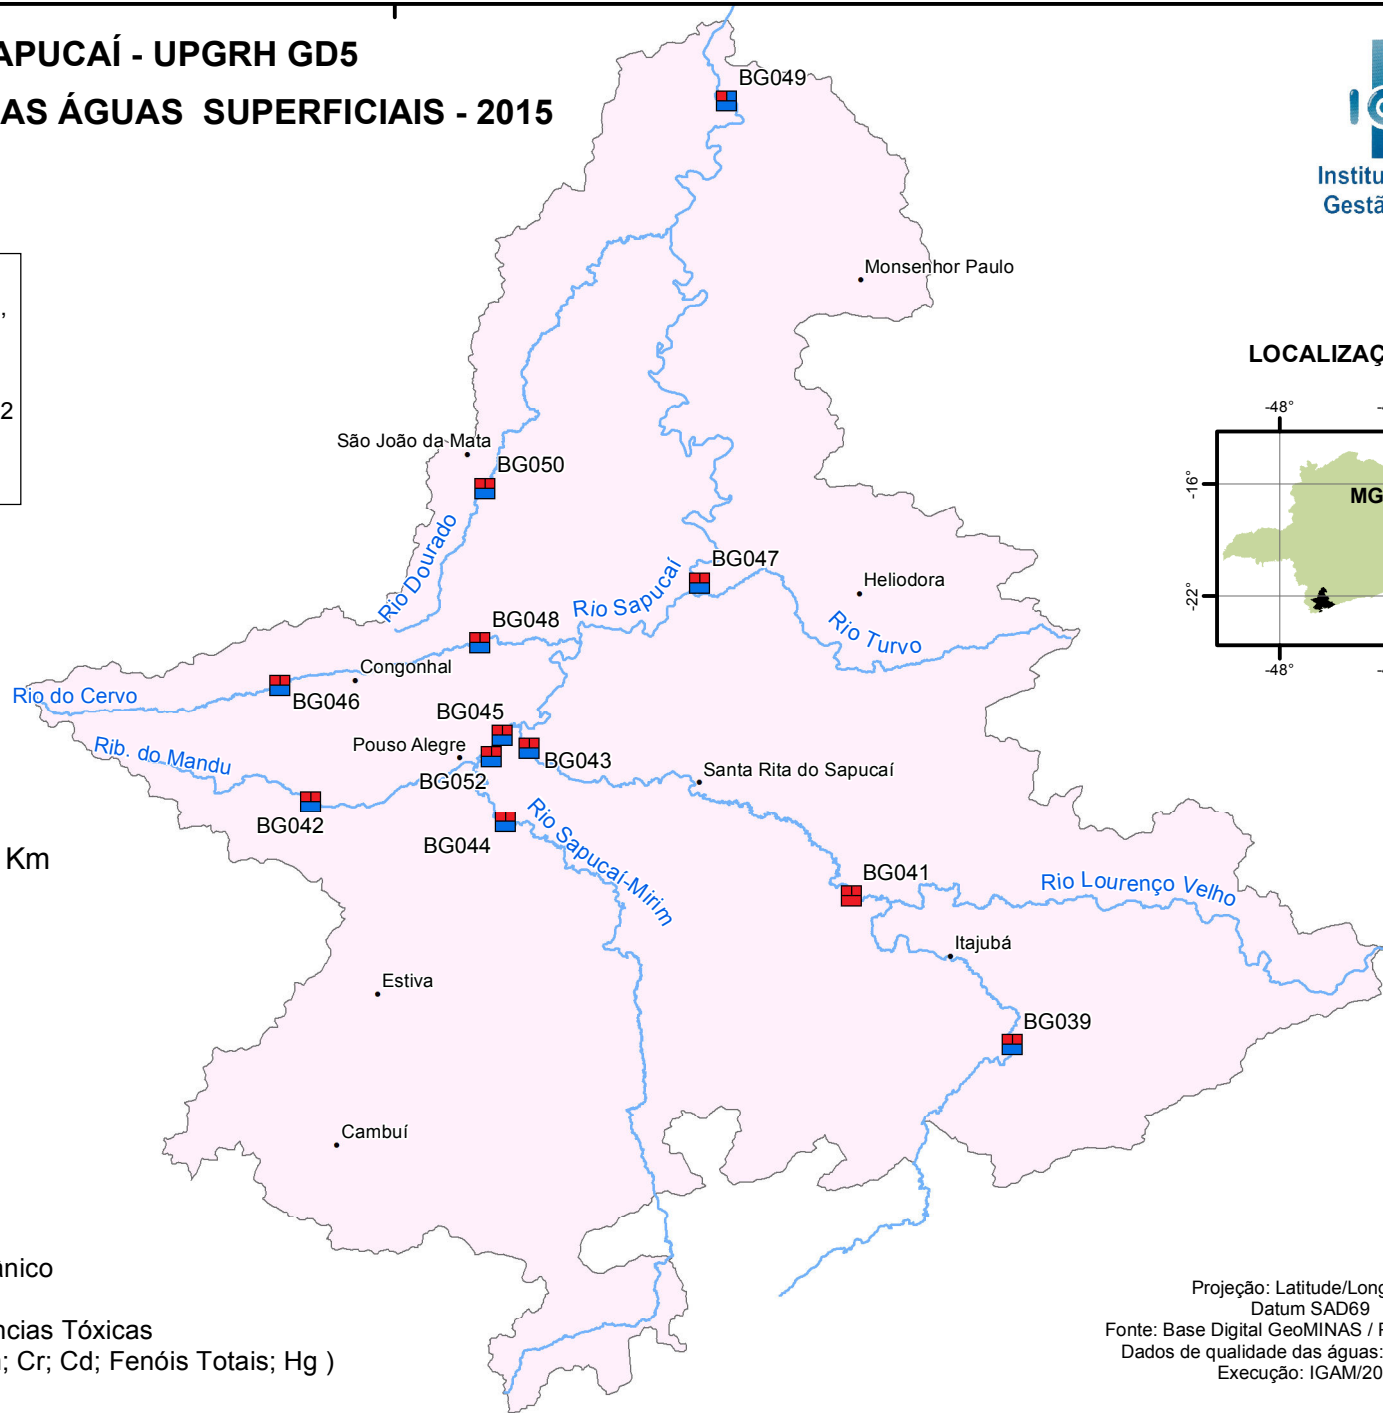 APUCAÍ - UPGRH GD5
AS ÁGUAS SUPERFICIAIS - 2015
,
2
Km
BG049
Monsenhor Paulo
São João da Mata
BG050
Rio Dourado
BG047
Heliodora
Rio Sapucaí
Rio Turvo
BG048
Congonhal
Rio do Cervo
BG046
BG045
Rib. do Mandu
Pouso Alegre
BG043
BG052
Santa Rita do Sapucaí
BG042
BG044
Rio Sapucaí-Mirim
BG041
Rio Lourenço Velho
Itajubá
Estiva
BG039
Cambuí
Institu
Gestã
LOCALIZAÇ
-48°
-16°
MG
-22°
-48°
ânico
ncias Tóxicas
; Cr; Cd; Fenóis Totais; Hg )
Projeção: Latitude/Long
Datum SAD69
Fonte: Base Digital GeoMINAS /
Dados de qualidade das águas:
Execução: IGAM/20